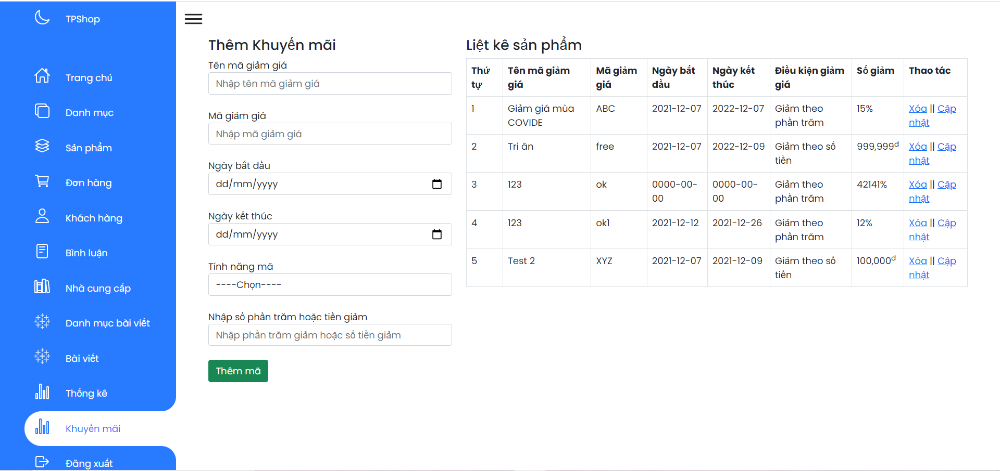 TPShop
Trang chủ
Danh mục
Sản phẩm
Đơn hàng
Khách hàng
Bình luận
Nhà cung cấp
Danh mục bài viết
Bài viết
Thống kê
Khuyến mãi
Đăng xuất
Thêm Khuyến mãi
Tên mã giảm giá
Nhập tên mã giảm giá
Mã giảm giá
Nhập mã giảm giá
Ngày bắt đầu
dd/mm/yyyy
Ngày kết thúc
dd/mm/yyyy
Tính năng mã
----Chọn----
Nhập số phần trăm hoặc tiền giảm
Nhập phần trăm giảm hoặc số tiền giảm
Thêm mã
Liệt kê sản phẩm
Thứ tự Tên mã giảm giá Mã giảm giá Ngày bắt đầu Ngày kết thúc Điều kiện giảm giá Số giảm Thao tác
1 Giảm giá mùa COVIDE ABC 2021-12-07 2022-12-07 Giảm theo phần trăm 15% Xóa || Cập nhật
2 Tri ân free 2021-12-07 2022-12-09 Giảm theo số tiền 999,999đ Xóa || Cập nhật
3 123 ok 0000-00-00 0000-00-00 Giảm theo phần trăm 42141% Xóa || Cập nhật
4 123 ok1 2021-12-12 2021-12-26 Giảm theo phần trăm 12% Xóa || Cập nhật
5 Test 2 XYZ 2021-12-07 2021-12-09 Giảm theo số tiền 100,000đ Xóa || Cập nhật